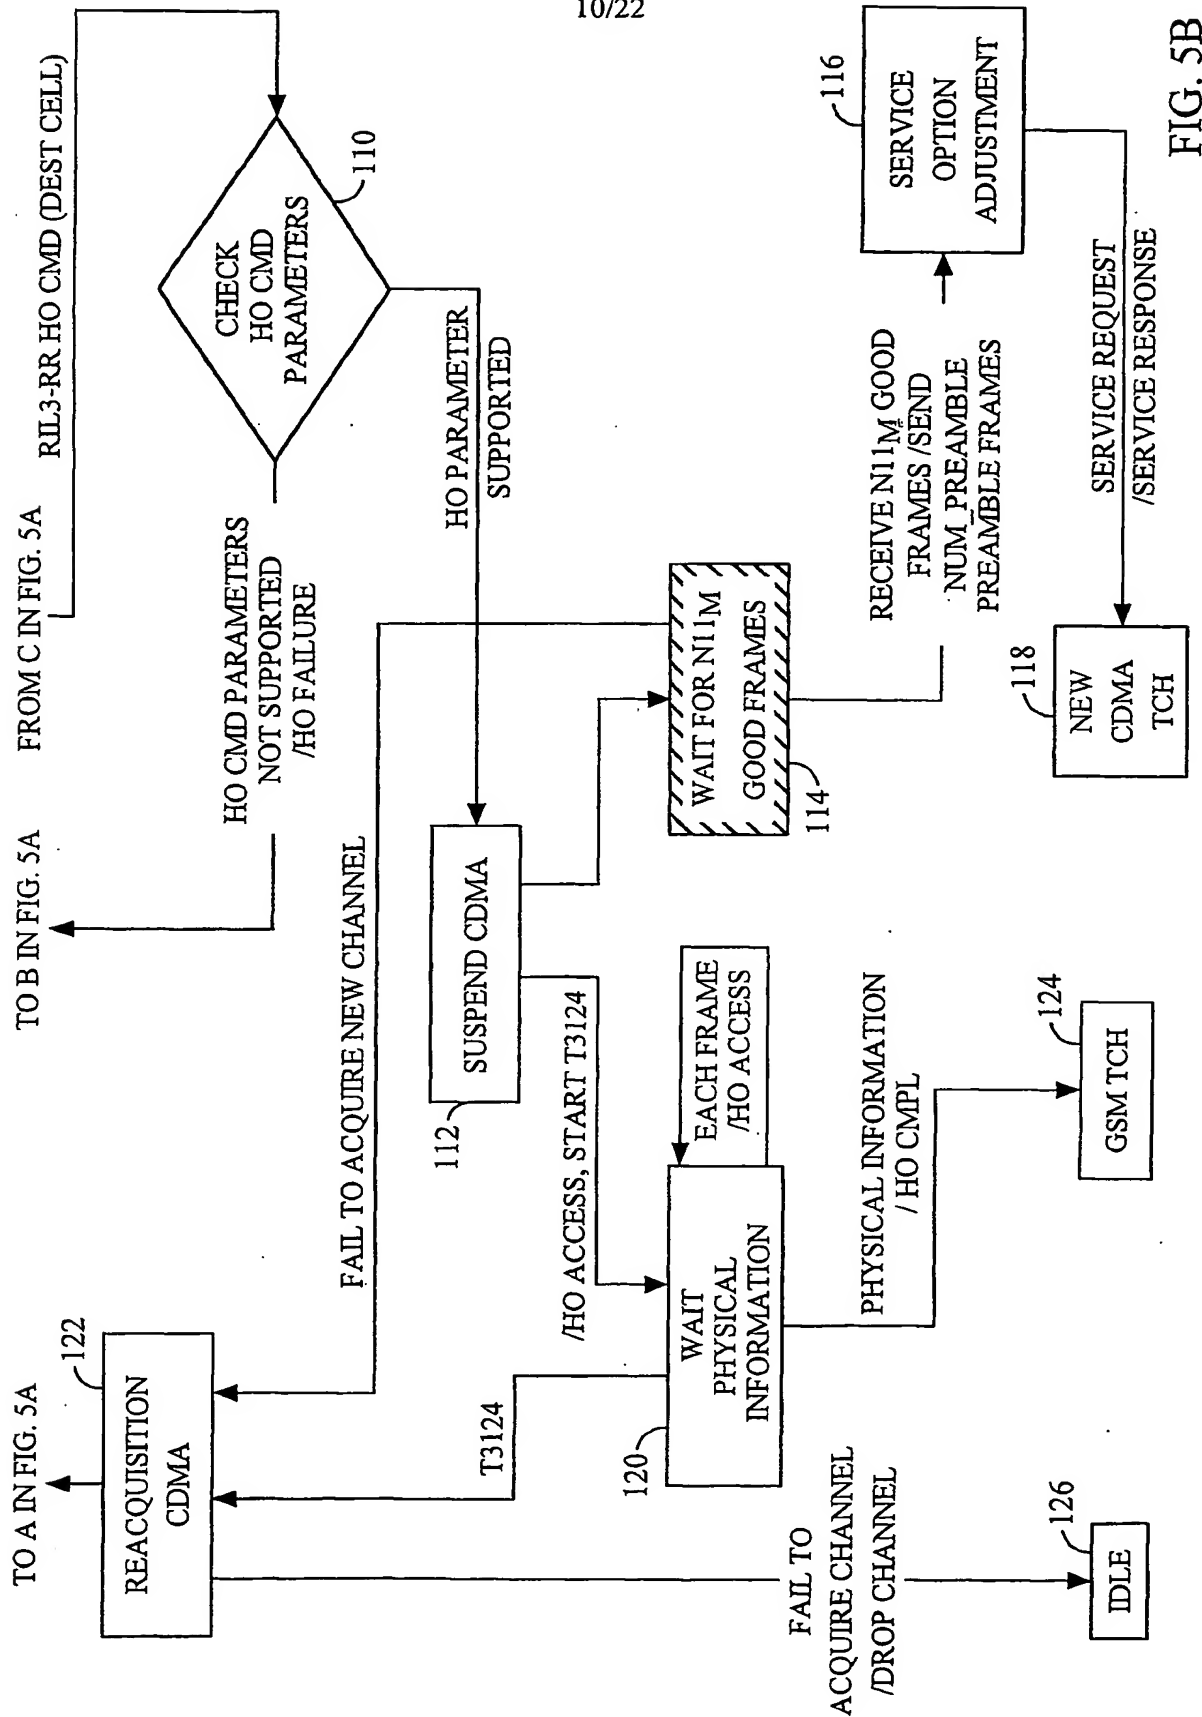 10/22
TO A IN FIG. 5A
TO B IN FIG. 5A
FROM C IN FIG. 5A
RIL3-RR HO CMD (DEST CELL)
122
REACQUISITION
CDMA
HO CMD PARAMETERS
NOT SUPPORTED
/HO FAILURE
CHECK
HO CMD
PARAMETERS
110
FAIL TO ACQUIRE NEW CHANNEL
HO PARAMETER
SUPPORTED
112
SUSPEND CDMA
T3124
/HO ACCESS, START T3124
120
WAIT
PHYSICAL
INFORMATION
EACH FRAME
/HO ACCESS
WAIT FOR N11M
GOOD FRAMES
114
FAIL TO
ACQUIRE CHANNEL
/DROP CHANNEL
PHYSICAL INFORMATION
/ HO CMPL
RECEIVE N11M GOOD
FRAMES /SEND
NUM_PREAMBLE
PREAMBLE FRAMES
116
SERVICE
OPTION
ADJUSTMENT
126
IDLE
124
GSM TCH
118
NEW
CDMA
TCH
SERVICE REQUEST
/SERVICE RESPONSE
FIG. 5B